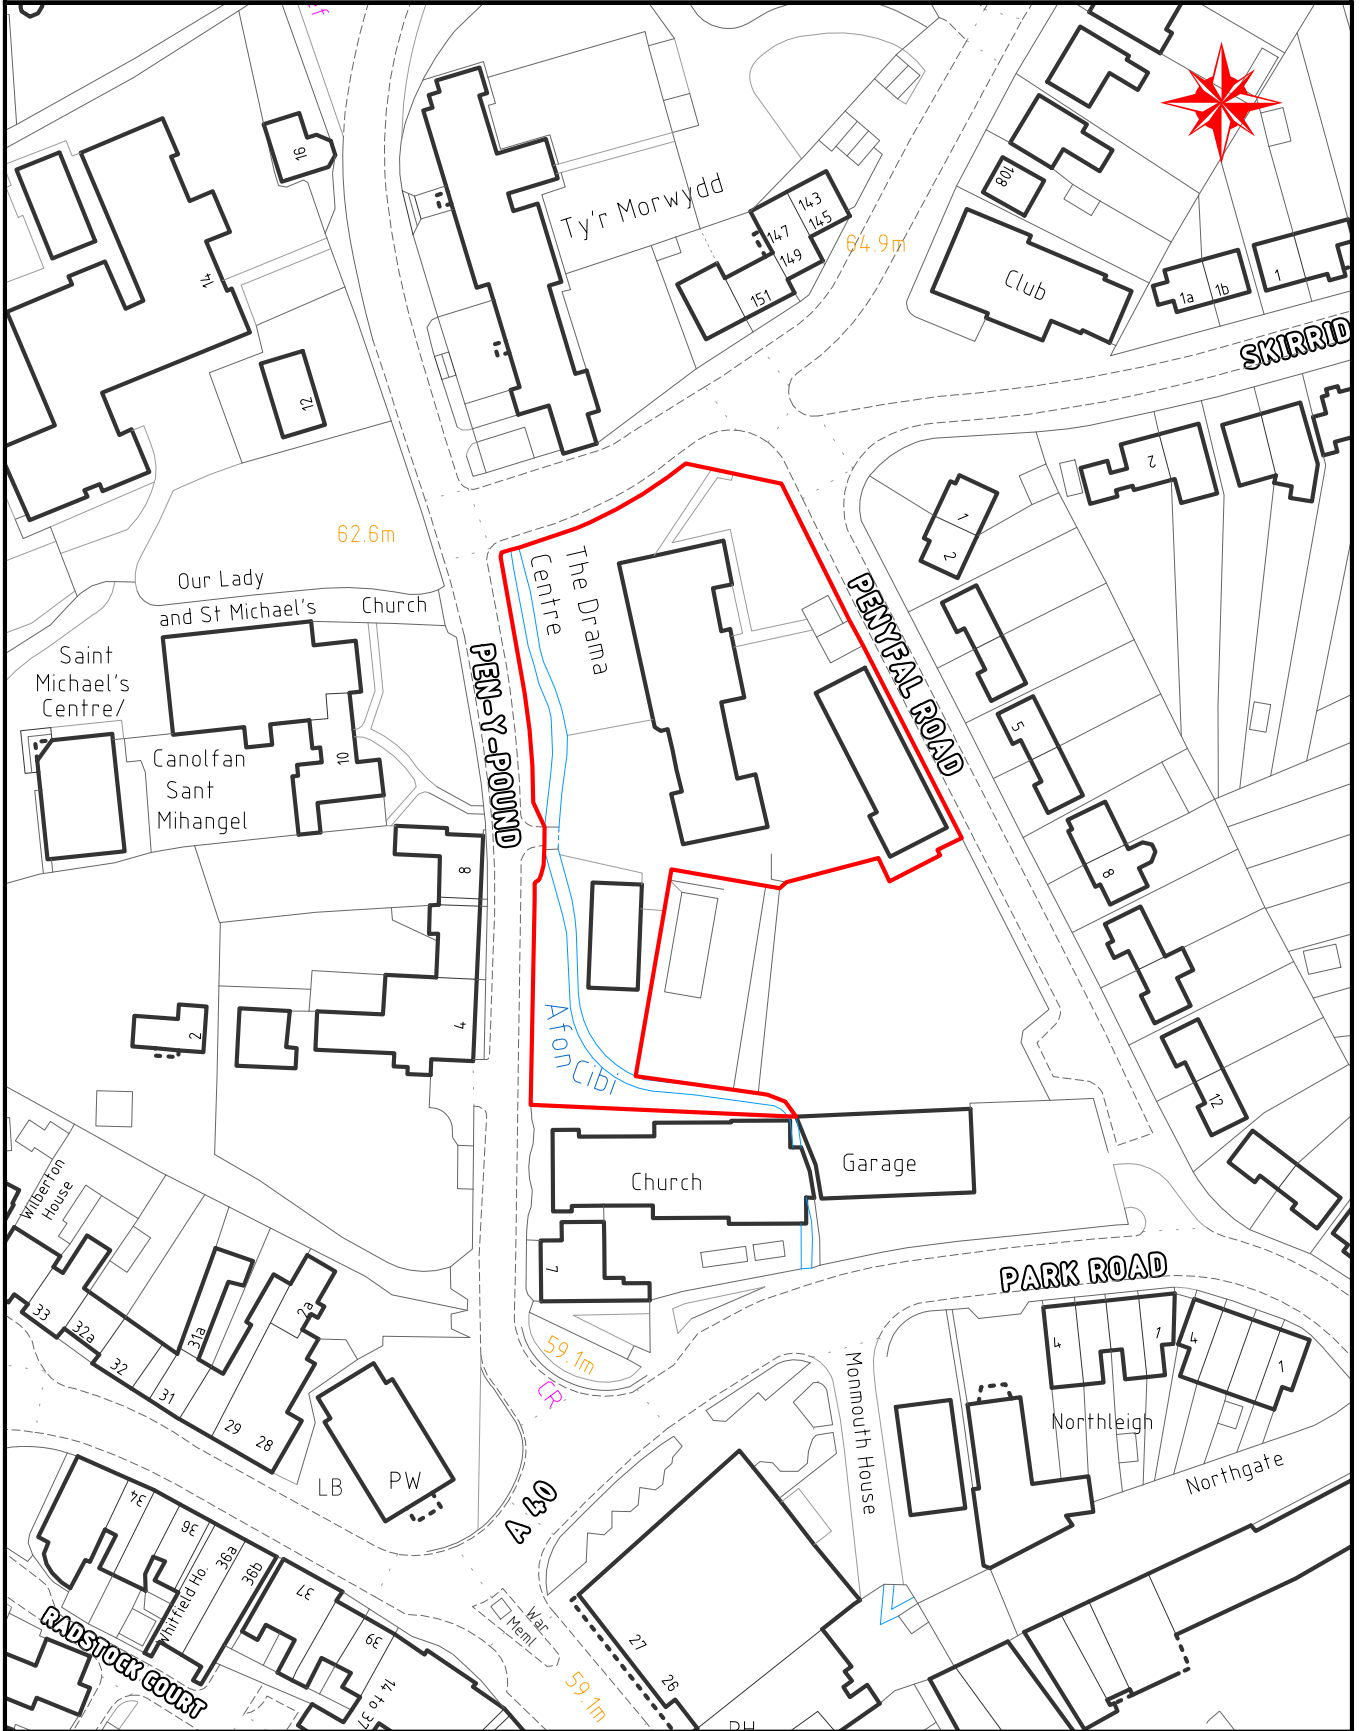 16
Ty'r Morwydd
143
145
147
149
151
64.9m
108
Club
1a
1b
1
SKIRRID
14
12
2
62.6m
1
2
Our Lady
and St Michael's
Church
The Drama
Centre
PENYFAL ROAD
PEN-Y-POUND
Saint
Michael's
Centre/
Canolfan
Sant
Mihangel
10
5
8
8
4
2
Afon Cibi
12
Church
Garage
Wilberton
House
7
PARK ROAD
33
32a
32
31a
31
2a
29
28
59.1m
CR
Monmouth House
4
1
4
1
Northleigh
Northgate
LB
PW
A 40
34
36
36a
36b
Whitfield Ho.
37
39
14 to 37
RADSTOCK COURT
War
Meml
59.1m
27
26
PH